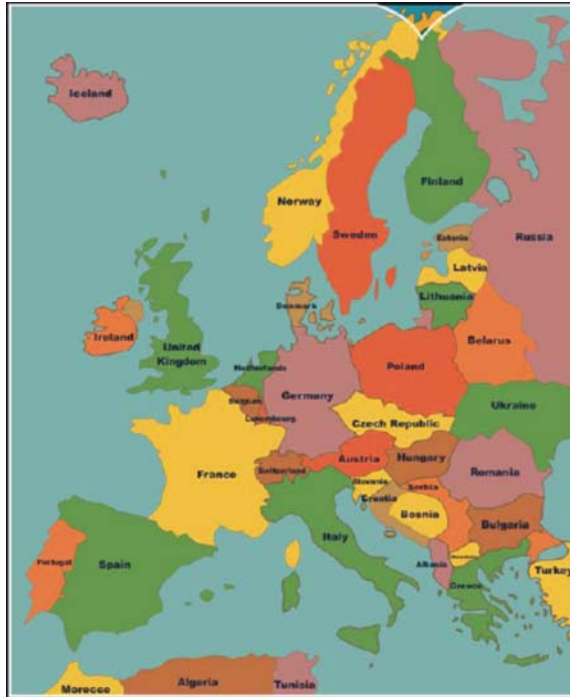 Iceland
Norway
Sweden
Finland
Russia
Estonia
Latvia
Lithuania
Denmark
Ireland
United
Kingdom
Belarus
Netherlands
Germany
Poland
Belgium
Luxembourg
Ukraine
Czech Republic
France
Switzerland
Austria
Hungary
Romania
Slovenia
Croatia
Serbia
Bosnia
Bulgaria
Italy
Portugal
Spain
Albania
Greece
Turkey
Morocco
Algeria
Tunisia